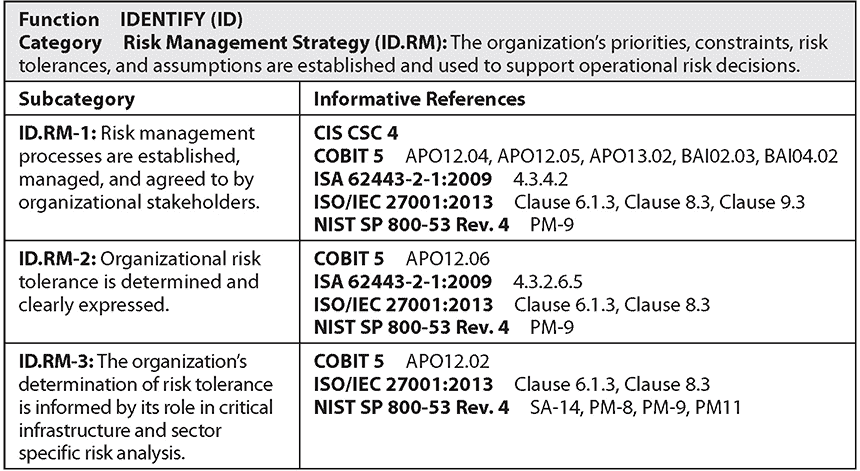 Function IDENTIFY (ID)
Category Risk Management Strategy (ID.RM): The organization's priorities, constraints, risk
tolerances, and assumptions are established and used to support operational risk decisions.
Subcategory
Informative References
ID.RM-1: Risk management
processes are established,
managed, and agreed to by
organizational stakeholders.
CIS CSC 4
COBIT 5 APO12.04, APO12.05, APO13.02, BAI02.03, BAI04.02
ISA 62443-2-1:2009 4.3.4.2
ISO/IEC 27001:2013 Clause 6.1.3, Clause 8.3, Clause 9.3
NIST SP 800-53 Rev. 4 PM-9
ID.RM-2: Organizational risk
tolerance is determined and
clearly expressed.
COBIT 5 APO12.06
ISA 62443-2-1:2009 4.3.2.6.5
ISO/IEC 27001:2013 Clause 6.1.3, Clause 8.3
NIST SP 800-53 Rev. 4 PM-9
ID.RM-3: The organization's
determination of risk tolerance
is informed by its role in critical
infrastructure and sector
specific risk analysis.
COBIT 5 APO12.02
ISO/IEC 27001:2013 Clause 6.1.3, Clause 8.3
NIST SP 800-53 Rev. 4 SA-14, PM-8, PM-9, PM11